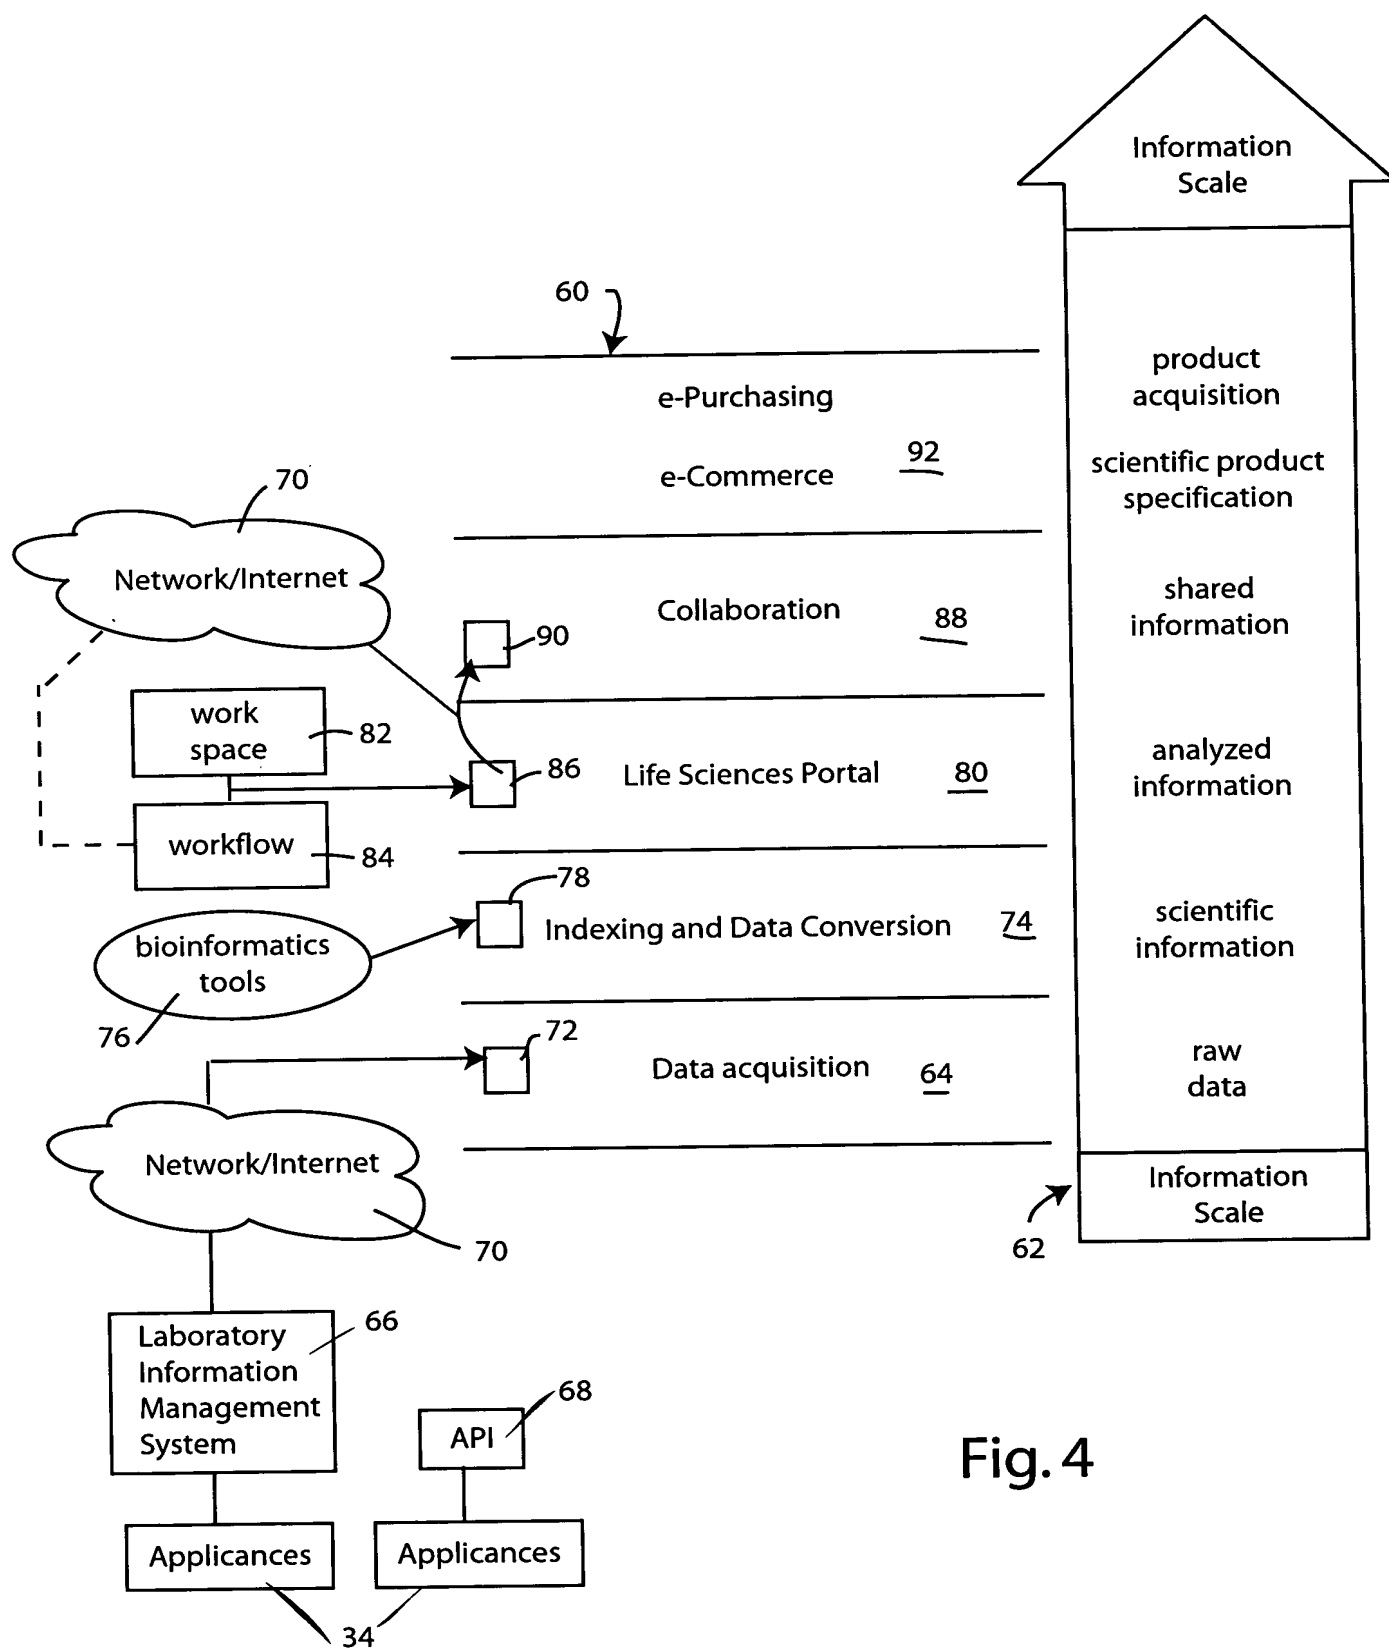 Information
Scale
60
product
acquisition
e-Purchasing
92
e-Commerce
scientific product
specification
70
Network/Internet
Collaboration
88
90
shared
information
work
space
82
86
Life Sciences Portal
80
analyzed
information
workflow
84
78
bioinformatics
tools
76
Indexing and Data Conversion
74
scientific
information
72
Data acquisition
64
raw
data
Network/Internet
70
Information
Scale
62
Laboratory
Information
Management
System
66
68
API
Fig. 4
Applicances
Applicances
34